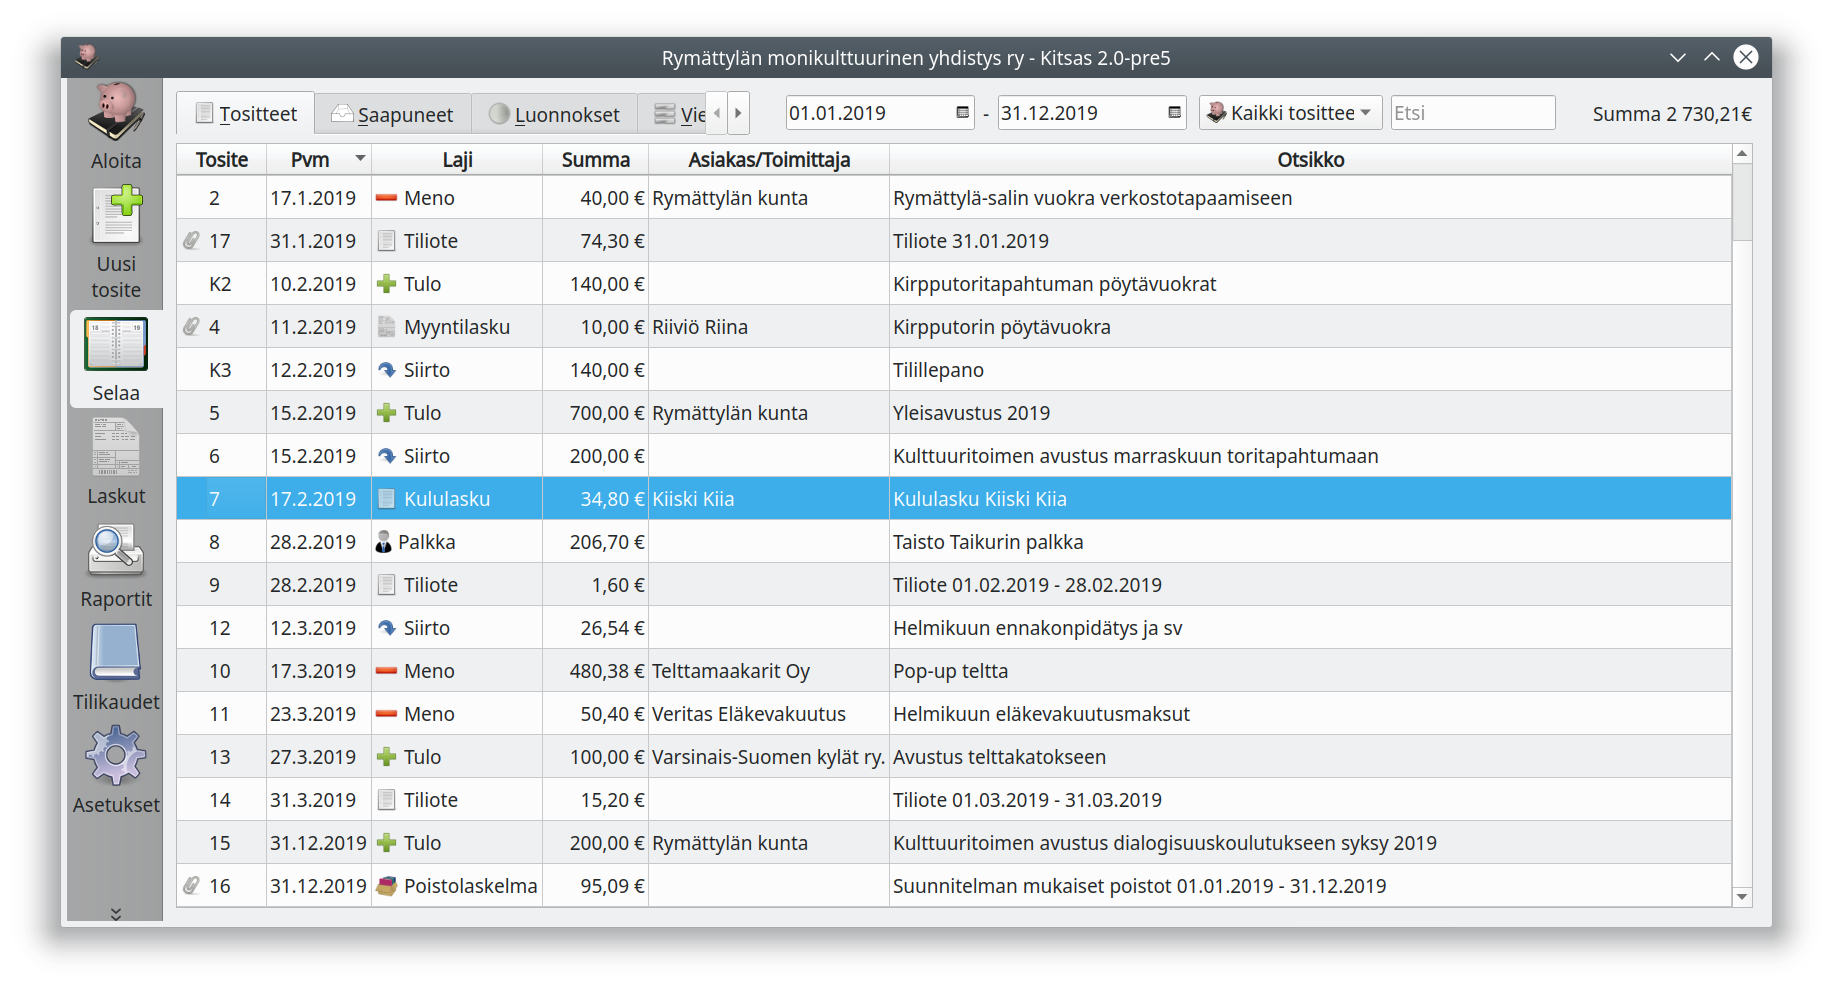 Rymättylän monikulttuurinen yhdistys ry - Kitsas 2.0-pre5
Aloita
Uusi
tosite
Selaa
Laskut
Raportit
Tilikaudet
Asetukset
Tositteet Saapuneet Luonnokset Vie 01.01.2019 - 31.12.2019 Kaikki tosittee Etsi Summa 2 730,21€
Tosite Pvm Laji Summa Asiakas/Toimittaja Otsikko
2 17.1.2019 Meno 40,00 € Rymättylän kunta Rymättylä-salin vuokra verkostotapaamiseen
17 31.1.2019 Tiliote 74,30 € Tiliote 31.01.2019
K2 10.2.2019 Tulo 140,00 € Kirpputoritapahtuman pöytävuokrat
4 11.2.2019 Myyntilasku 10,00 € Riiviö Riina Kirpputorin pöytävuokra
K3 12.2.2019 Siirto 140,00 € Tilillepano
5 15.2.2019 Tulo 700,00 € Rymättylän kunta Yleisavustus 2019
6 15.2.2019 Siirto 200,00 € Kulttuuritoimen avustus marraskuun toritapahtumaan
7 17.2.2019 Kululasku 34,80 € Kiiski Kiia Kululasku Kiiski Kiia
8 28.2.2019 Palkka 206,70 € Taisto Taikurin palkka
9 28.2.2019 Tiliote 1,60 € Tiliote 01.02.2019 - 28.02.2019
12 12.3.2019 Siirto 26,54 € Helmikuun ennakonpidätys ja sv
10 17.3.2019 Meno 480,38 € Telttamaakarit Oy Pop-up teltta
11 23.3.2019 Meno 50,40 € Veritas Eläkevakuutus Helmikuun eläkevakuutusmaksut
13 27.3.2019 Tulo 100,00 € Varsinais-Suomen kylät ry. Avustus telttakatokseen
14 31.3.2019 Tiliote 15,20 € Tiliote 01.03.2019 - 31.03.2019
15 31.12.2019 Tulo 200,00 € Rymättylän kunta Kulttuuritoimen avustus dialogisuuskoulutukseen syksy 2019
16 31.12.2019 Poistolaskelma 95,09 € Suunnitelman mukaiset poistot 01.01.2019 - 31.12.2019